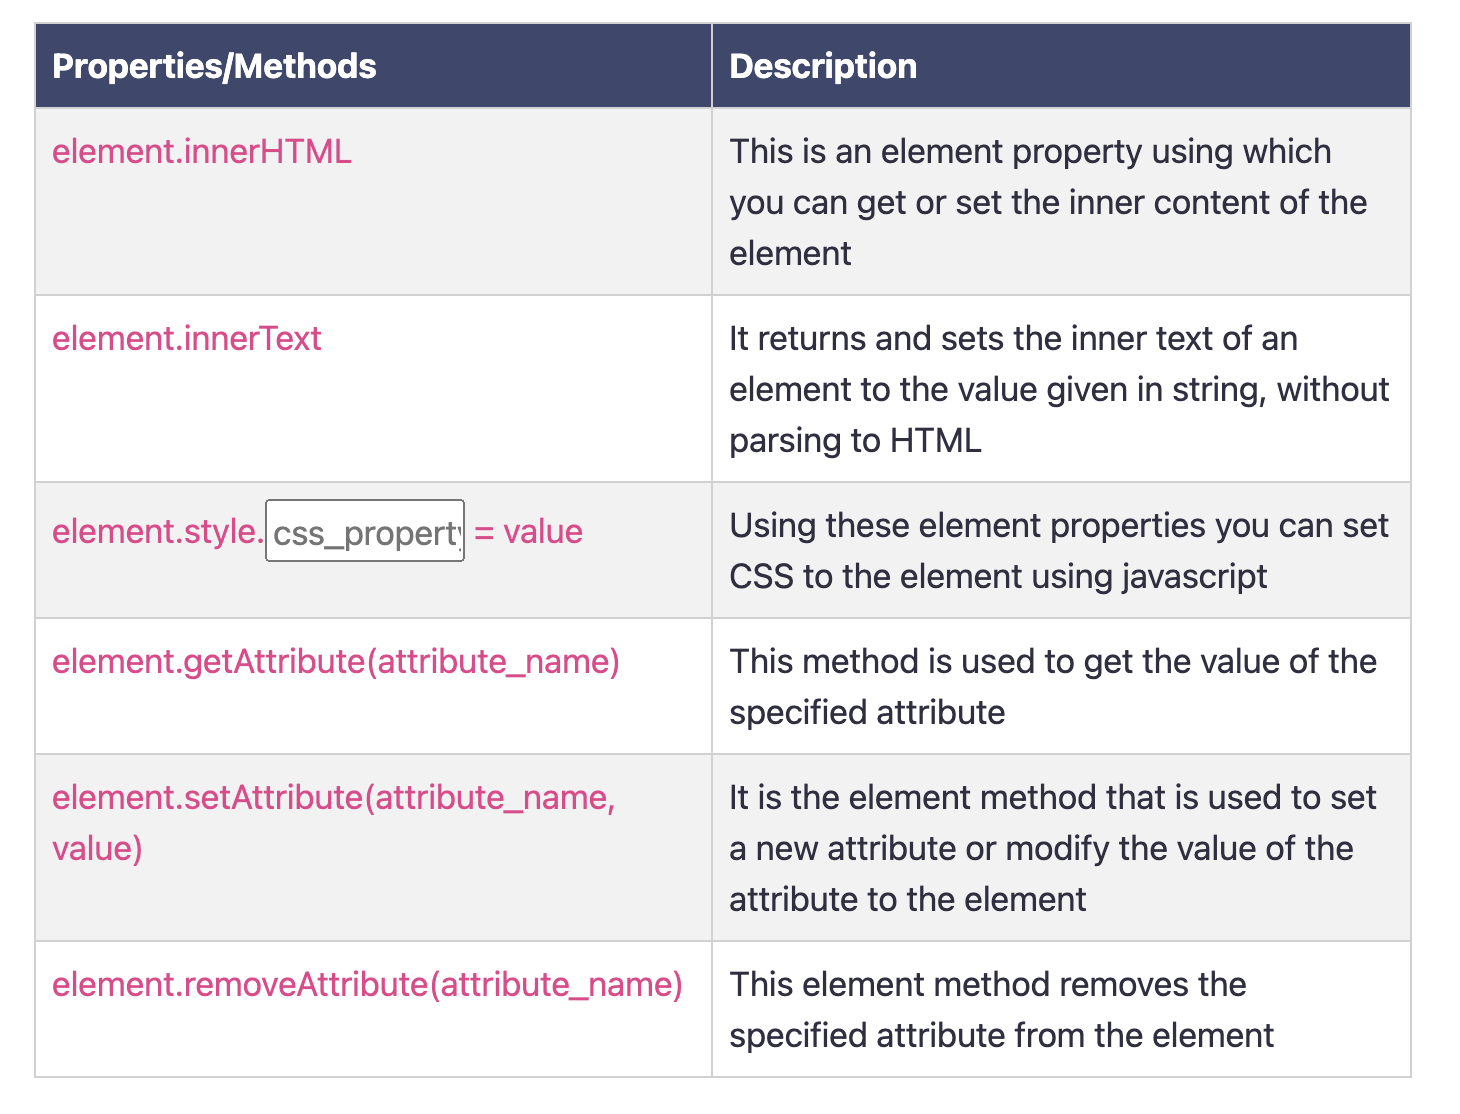 Properties/Methods
Description
element.innerHTML
This is an element property using which
you can get or set the inner content of the
element
element.innerText
It returns and sets the inner text of an
element to the value given in string, without
parsing to HTML
element.style. css_property = value
Using these element properties you can set
CSS to the element using javascript
element.getAttribute(attribute_name)
This method is used to get the value of the
specified attribute
element.setAttribute(attribute_name,
value)
It is the element method that is used to set
a new attribute or modify the value of the
attribute to the element
element.removeAttribute(attribute_name)
This element method removes the
specified attribute from the element